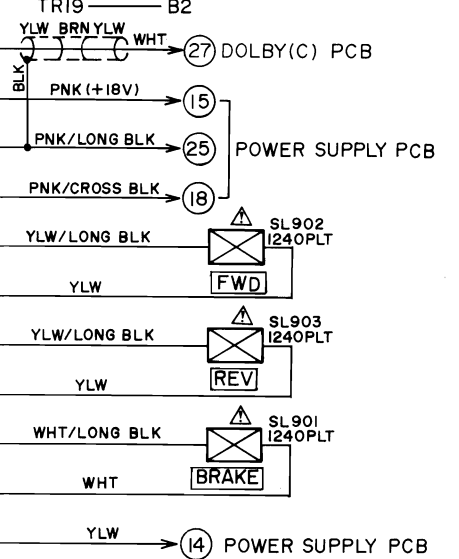 TR19 —— B2
YLW BRN YLW
WHT
27 DOLBY(C) PCB
BLK
PNK(+18V)
15
PNK/LONG BLK
25
POWER SUPPLY PCB
PNK/CROSS BLK
18
SL902
YLW/LONG BLK
1240PLT
FWD
YLW
SL903
YLW/LONG BLK
1240PLT
REV
YLW
SL901
WHT/LONG BLK
1240PLT
BRAKE
WHT
YLW
14 POWER SUPPLY PCB